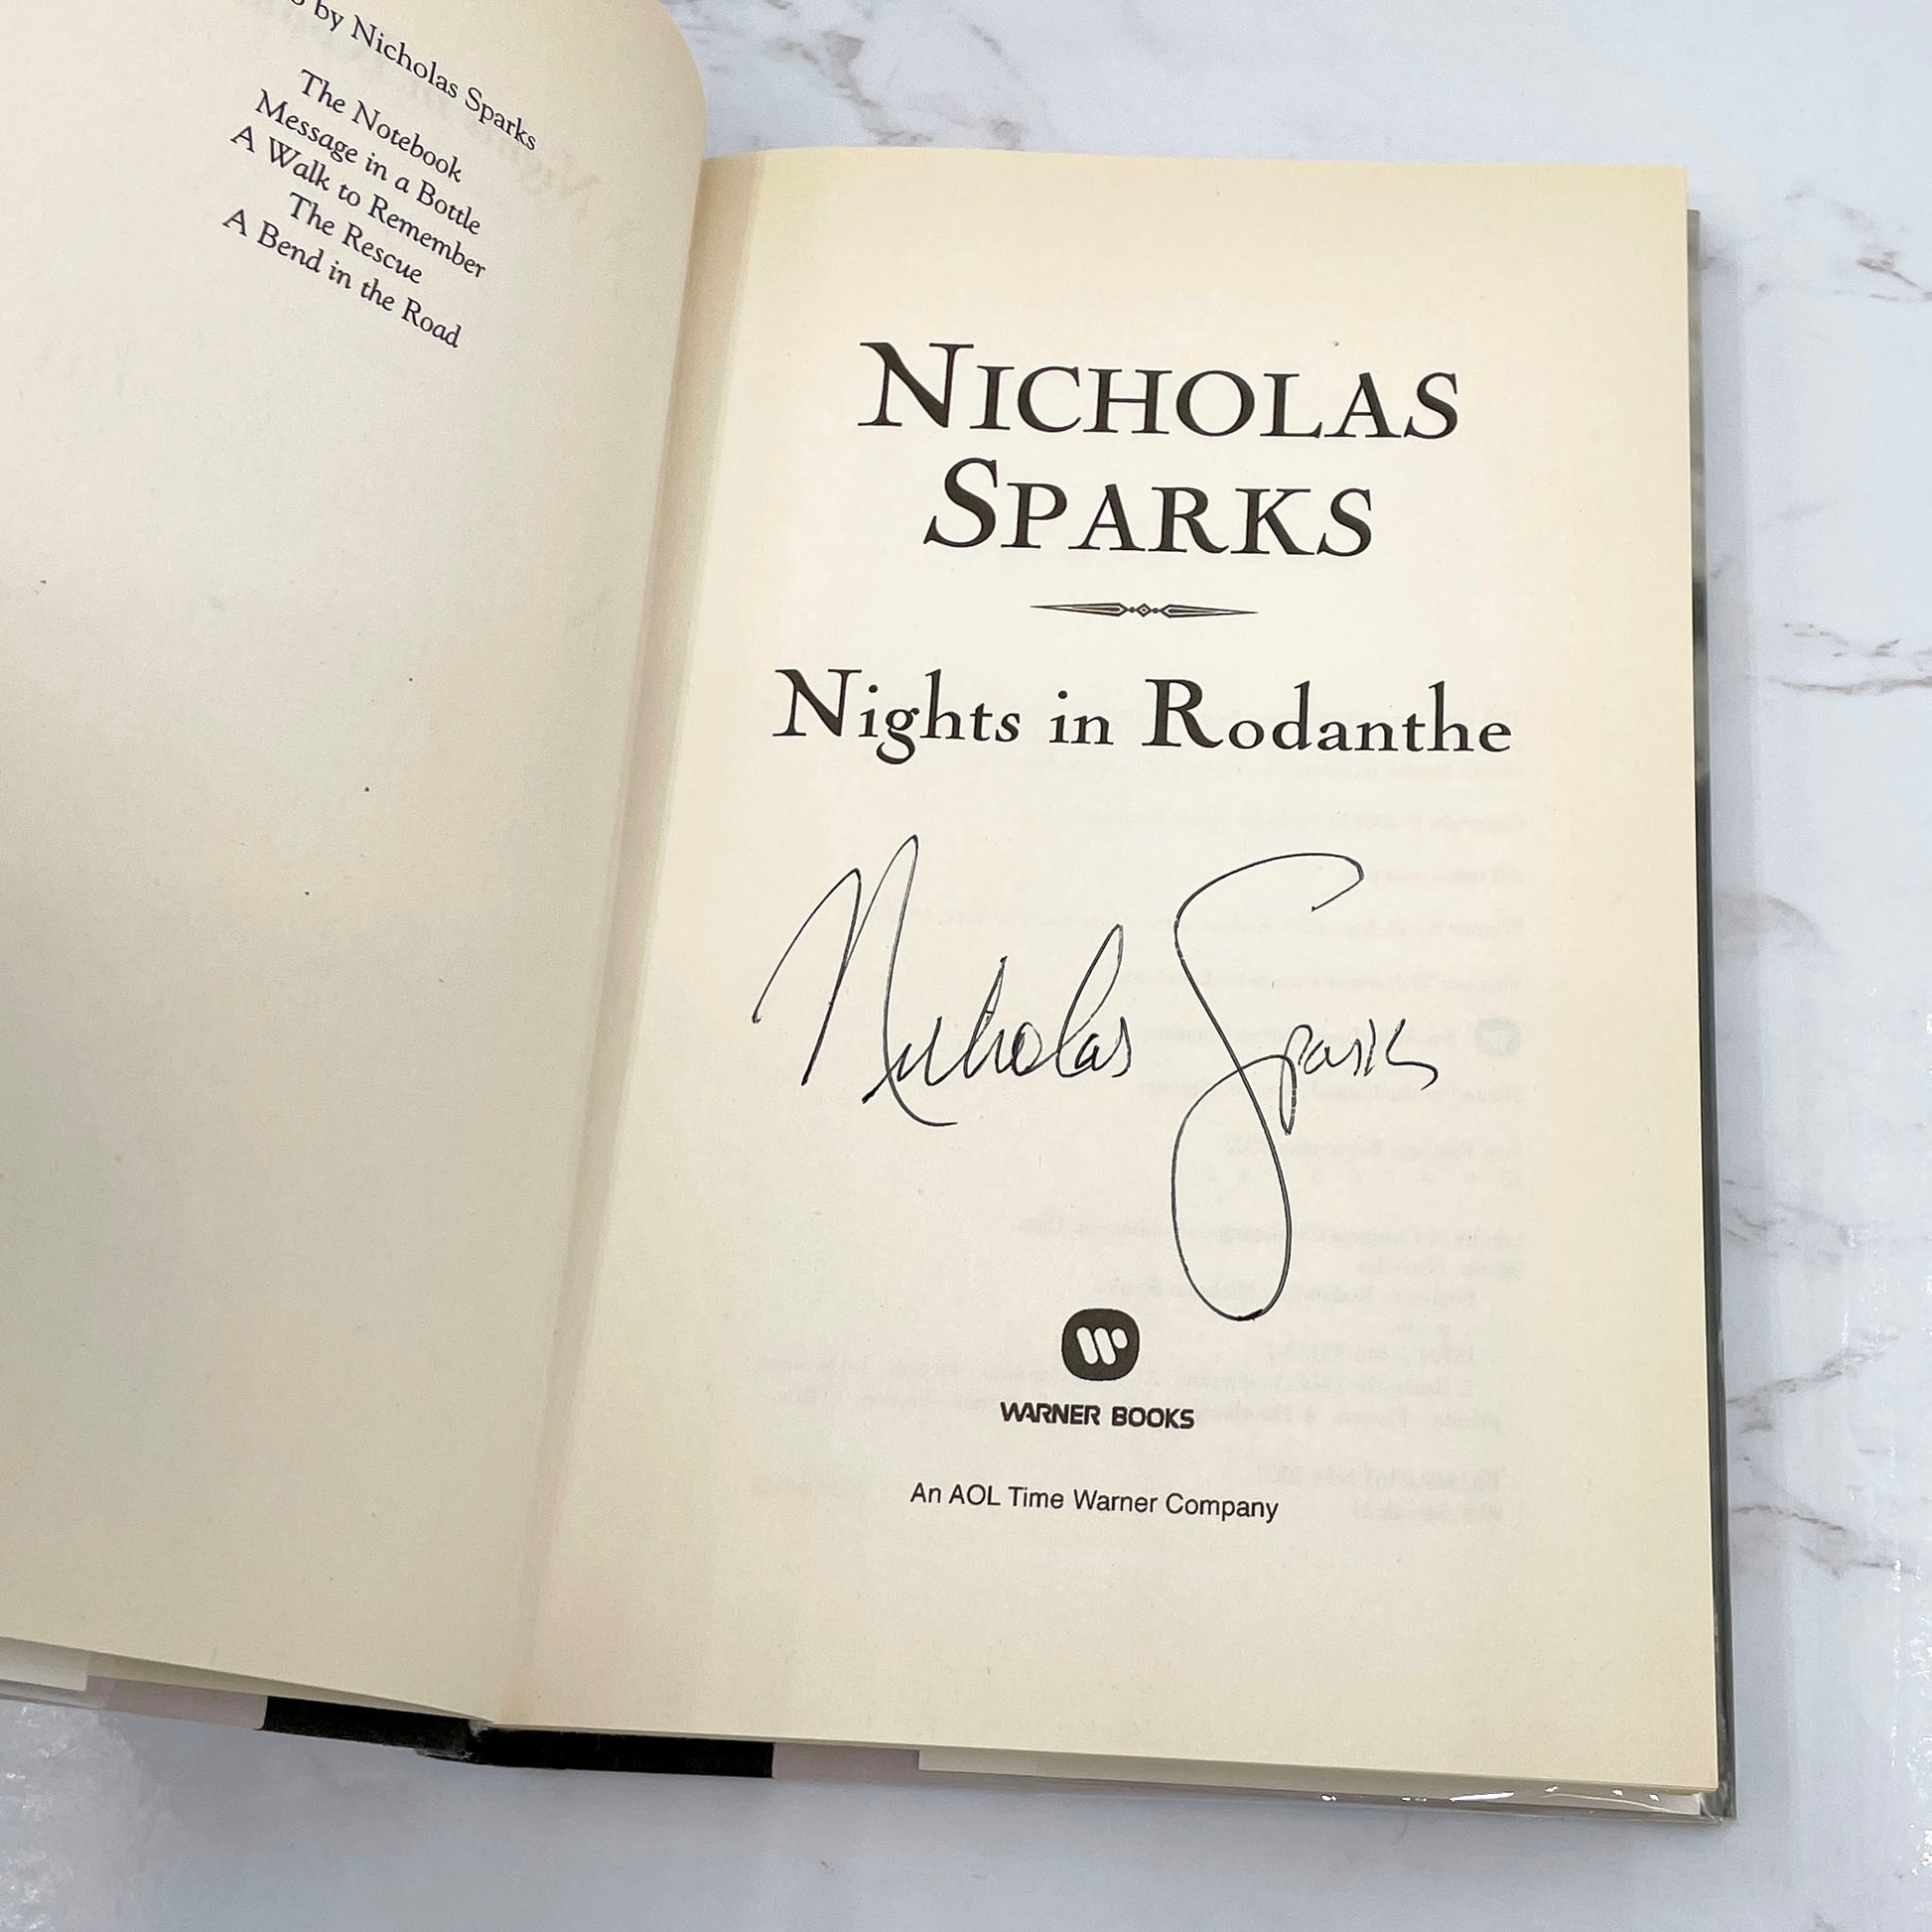 by Nicholas Sparks
The Notebook
Message in a Bottle
A Walk to Remember
The Rescue
A Bend in the Road
NICHOLAS
SPARKS
Nights in Rodanthe
Nicholas Sparks
WARNER BOOKS
An AOL Time Warner Company